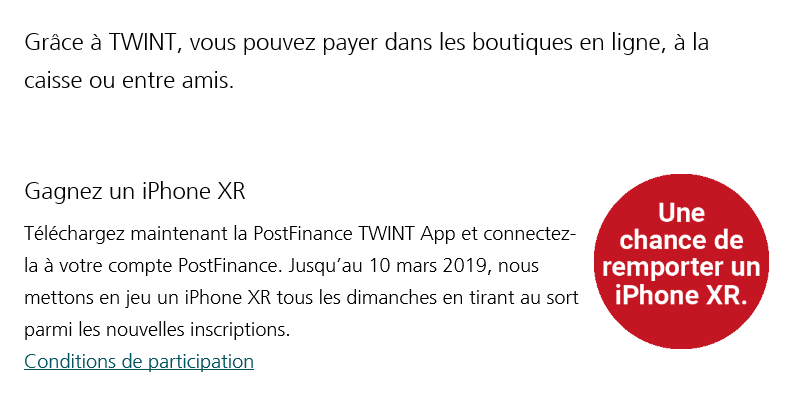 Grâce à TWINT, vous pouvez payer dans les boutiques en ligne, à la
caisse ou entre amis.
Gagnez un iPhone XR
Téléchargez maintenant la PostFinance TWINT App et connectez-
la à votre compte PostFinance. Jusqu’au 10 mars 2019, nous
mettons en jeu un iPhone XR tous les dimanches en tirant au sort
parmi les nouvelles inscriptions.
Conditions de participation
Une
chance de
remporter un
iPhone XR.